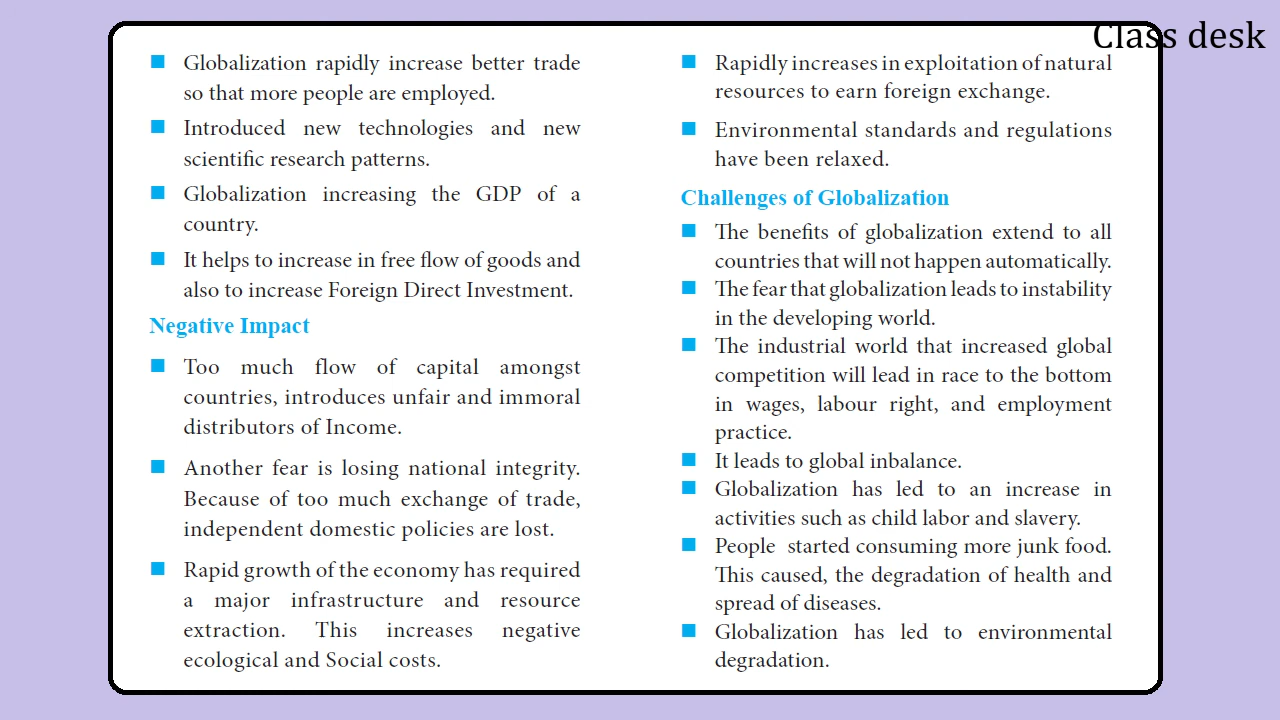 Class desk
Globalization rapidly increase better trade
so that more people are employed.
Introduced new technologies and new
scientific research patterns.
Globalization increasing the GDP of a
country.
It helps to increase in free flow of goods and
also to increase Foreign Direct Investment.
Negative Impact
Too much flow of capital amongst
countries, introduces unfair and immoral
distributors of Income.
Another fear is losing national integrity.
Because of too much exchange of trade,
independent domestic policies are lost.
Rapid growth of the economy has required
a major infrastructure and resource
extraction. This increases negative
ecological and Social costs.
Rapidly increases in exploitation of natural
resources to earn foreign exchange.
Environmental standards and regulations
have been relaxed.
Challenges of Globalization
The benefits of globalization extend to all
countries that will not happen automatically.
The fear that globalization leads to instability
in the developing world.
The industrial world that increased global
competition will lead in race to the bottom
in wages, labour right, and employment
practice.
It leads to global inbalance.
Globalization has led to an increase in
activities such as child labor and slavery.
People started consuming more junk food.
This caused, the degradation of health and
spread of diseases.
Globalization has led to environmental
degradation.